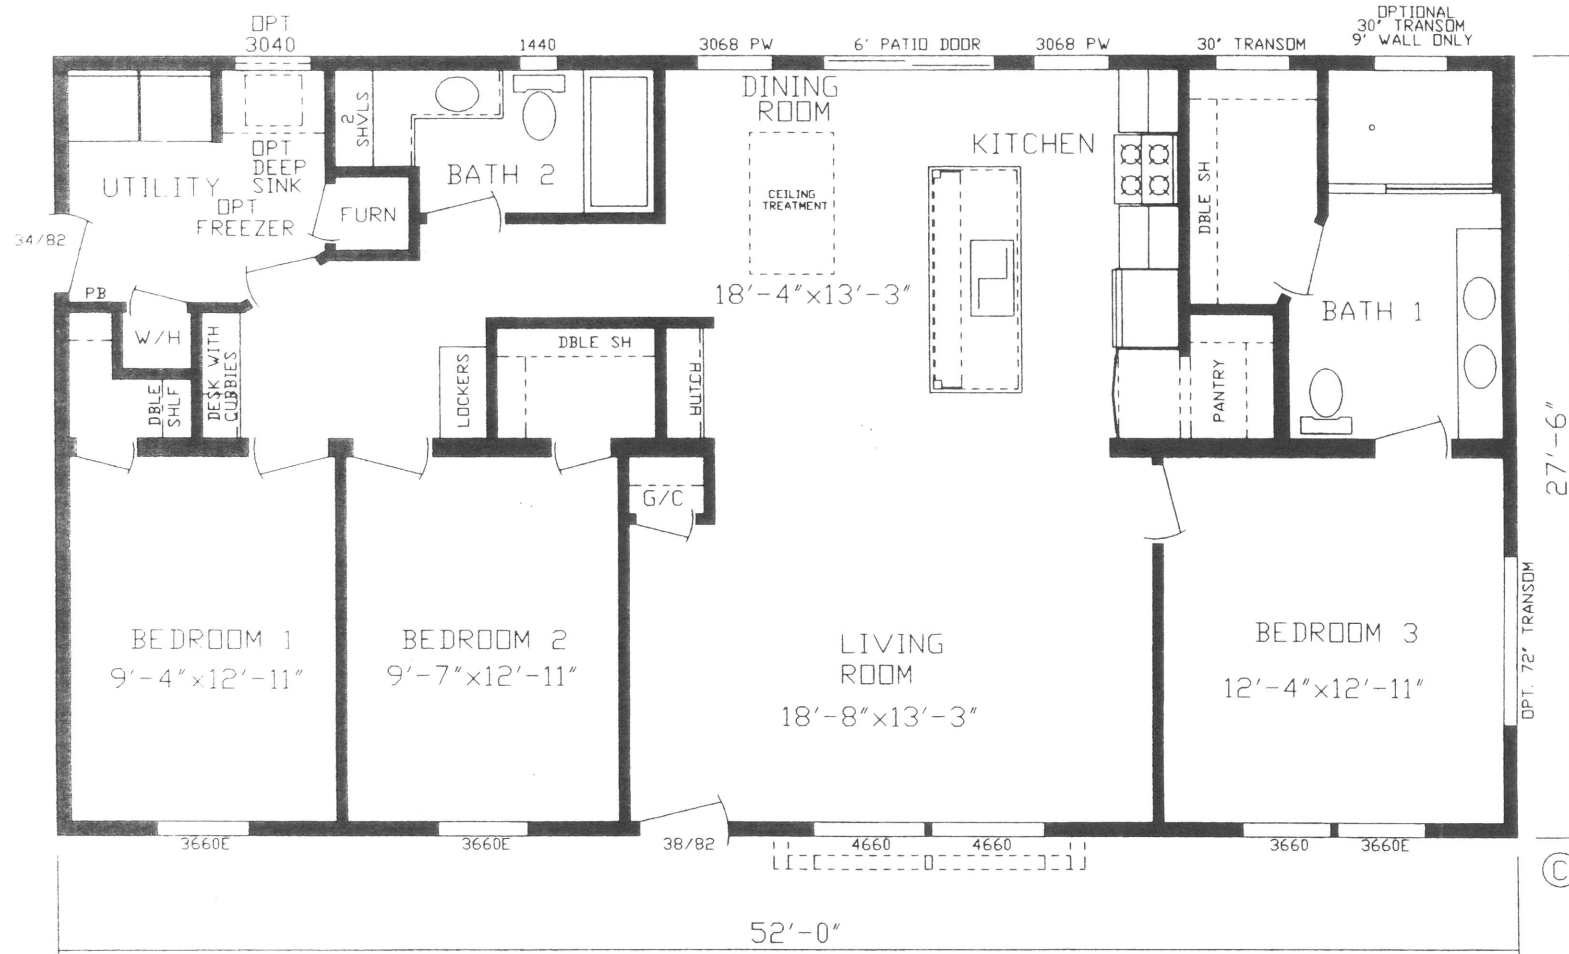 OPT
3040
1440
3068 PW
6' PATIO DOOR
3068 PW
30" TRANSOM
OPTIONAL
30" TRANSOM
9' WALL ONLY
2
SHVLS
DINING
ROOM
KITCHEN
OPT
DEEP
SINK
UTILITY
BATH 2
CEILING
TREATMENT
DBLE SH
OPT
FREEZER
FURN
34/82
PB
18'-4"x13'-3"
BATH 1
W/H
DESK WITH
CUBBIES
DBLE SH
LOCKERS
HUTCH
PANTRY
DBLE
SHLF
27'-6"
G/C
BEDROOM 1
9'-4"x12'-11"
BEDROOM 2
9'-7"x12'-11"
LIVING
ROOM
18'-8"x13'-3"
BEDROOM 3
12'-4"x12'-11"
OPT. 72" TRANSOM
3660E
3660E
38/82
4660
4660
3660
3660E
C
52'-0"